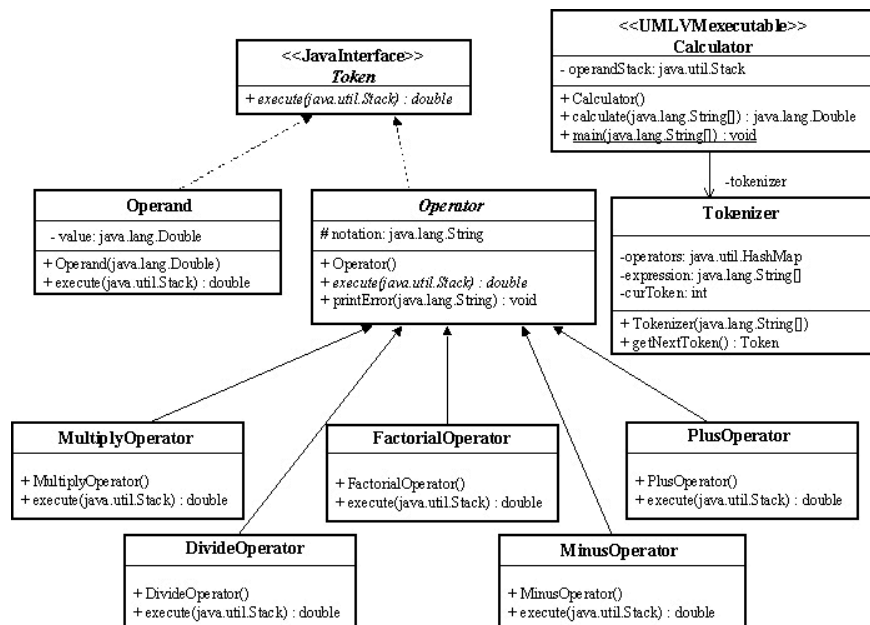 <<JavaInterface>>
Token
+ execute(java.util.Stack) : double
<<UMLVMexecutable>>
Calculator
- operandStack: java.util.Stack
+ Calculator()
+ calculate(java.lang.String[]) : java.lang.Double
+ main(java.lang.String[]) : void
-tokenizer
Operand
- value: java.lang.Double
+ Operand(java.lang.Double)
+ execute(java.util.Stack) : double
Operator
# notation: java.lang.String
+ Operator()
+ execute(java.util.Stack) : double
+ printError(java.lang.String) : void
Tokenizer
-operators: java.util.HashMap
-expression: java.lang.String[]
-curToken: int
+ Tokenizer(java.lang.String[])
+ getNextToken() : Token
MultiplyOperator
+ MultiplyOperator()
+ execute(java.util.Stack) : double
FactorialOperator
+ FactorialOperator()
+ execute(java.util.Stack) : double
PlusOperator
+ PlusOperator()
+ execute(java.util.Stack) : double
DivideOperator
+ DivideOperator()
+ execute(java.util.Stack) : double
MinusOperator
+ MinusOperator()
+ execute(java.util.Stack) : double